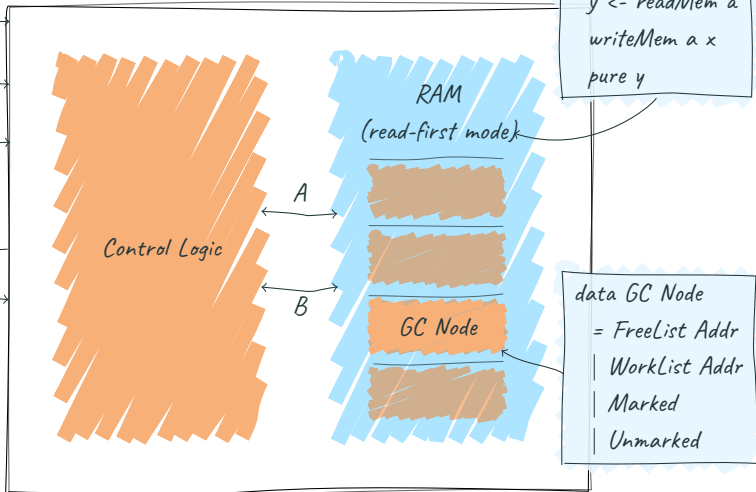 y <- readMem a
writeMem a x
pure y
RAM
(read-first mode)
A
Control Logic
B
GC Node
data GC Node
= FreeList Addr
| WorkList Addr
| Marked
| Unmarked